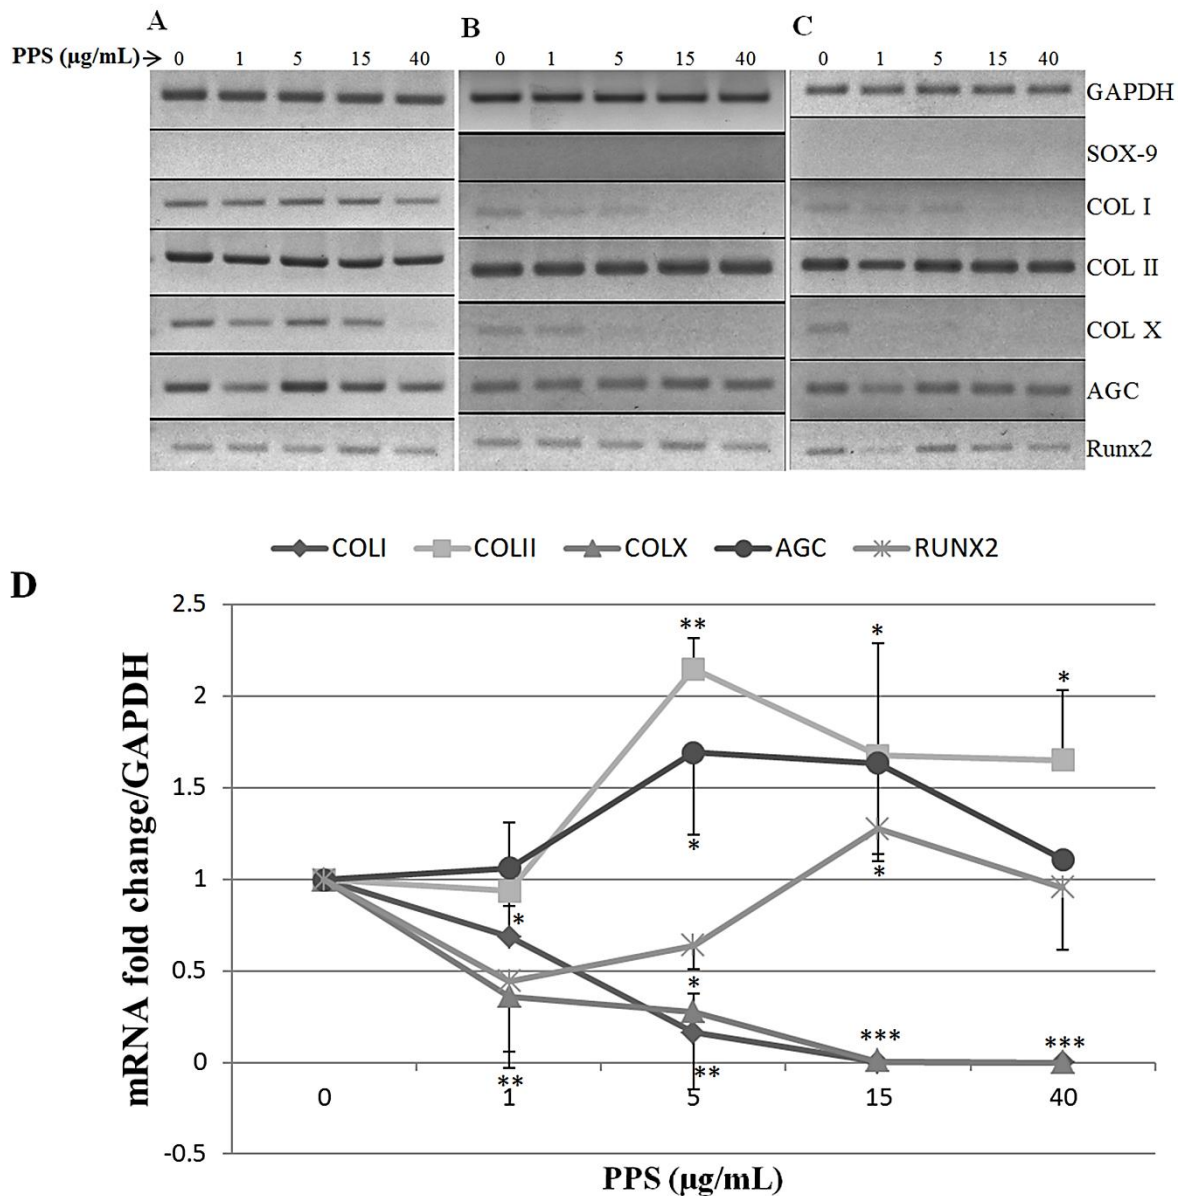 A B C
PPS (µg/mL)→ 0 1 5 15 40 0 1 5 15 40 0 1 5 15 40
GAPDH
SOX-9
COL I
COL II
COL X
AGC
Runx2
COLI COLII COLX AGC RUNX2
D
mRNA fold change/GAPDH
2.5
** *
*
2
1.5
*
*
1
*
0.5
*
*** ***
0
** **
0 1 5 15 40
-0.5
PPS (µg/mL)